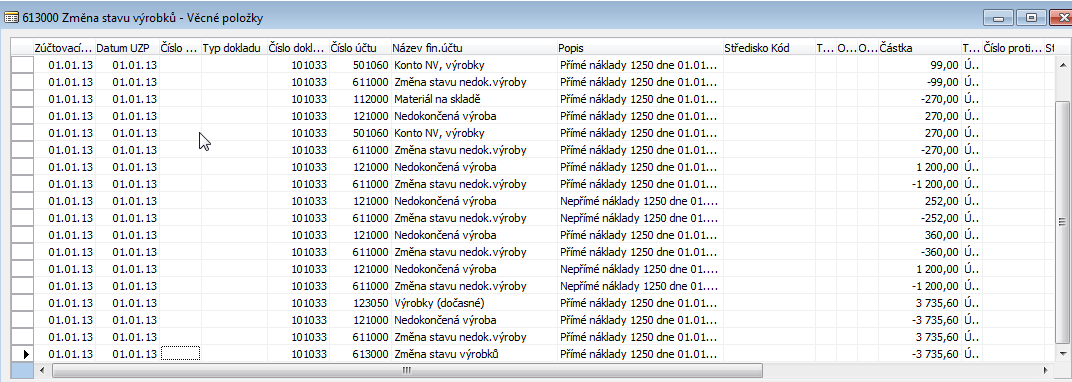 613000 Změna stavu výrobků - Věcné položky
Zúčtovací... Datum UZP Číslo ... Typ dokladu Číslo dokl... Číslo účtu Název fin.účtu Popis Středisko Kód T... O... O... Částka T... Číslo proti... St
01.01.13 01.01.13 101033 501060 Konto NV, výrobky Přímé náklady 1250 dne 01.01... 99,00 Ú..
01.01.13 01.01.13 101033 611000 Změna stavu nedok.výroby Přímé náklady 1250 dne 01.01... -99,00 Ú..
01.01.13 01.01.13 101033 112000 Materiál na skladě Přímé náklady 1250 dne 01.01... -270,00 Ú..
01.01.13 01.01.13 101033 121000 Nedokončená výroba Přímé náklady 1250 dne 01.01... 270,00 Ú..
01.01.13 01.01.13 101033 501060 Konto NV, výrobky Přímé náklady 1250 dne 01.01... 270,00 Ú..
01.01.13 01.01.13 101033 611000 Změna stavu nedok.výroby Přímé náklady 1250 dne 01.01... -270,00 Ú..
01.01.13 01.01.13 101033 121000 Nedokončená výroba Přímé náklady 1250 dne 01.01... 1 200,00 Ú..
01.01.13 01.01.13 101033 611000 Změna stavu nedok.výroby Přímé náklady 1250 dne 01.01... -1 200,00 Ú..
01.01.13 01.01.13 101033 121000 Nedokončená výroba Nepřímé náklady 1250 dne 01.... 252,00 Ú..
01.01.13 01.01.13 101033 611000 Změna stavu nedok.výroby Nepřímé náklady 1250 dne 01.... -252,00 Ú..
01.01.13 01.01.13 101033 121000 Nedokončená výroba Přímé náklady 1250 dne 01.01... 360,00 Ú..
01.01.13 01.01.13 101033 611000 Změna stavu nedok.výroby Přímé náklady 1250 dne 01.01... -360,00 Ú..
01.01.13 01.01.13 101033 121000 Nedokončená výroba Nepřímé náklady 1250 dne 01.... 1 200,00 Ú..
01.01.13 01.01.13 101033 611000 Změna stavu nedok.výroby Nepřímé náklady 1250 dne 01.... -1 200,00 Ú..
01.01.13 01.01.13 101033 123050 Výrobky (dočasné) Přímé náklady 1250 dne 01.01... 3 735,60 Ú..
01.01.13 01.01.13 101033 121000 Nedokončená výroba Přímé náklady 1250 dne 01.01... -3 735,60 Ú..
01.01.13 01.01.13 101033 611000 Změna stavu nedok.výroby Přímé náklady 1250 dne 01.01... 3 735,60 Ú..
01.01.13 01.01.13 101033 613000 Změna stavu výrobků Přímé náklady 1250 dne 01.01... -3 735,60 Ú..